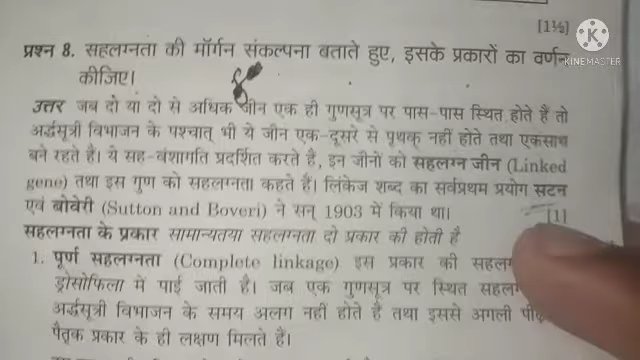 [1½]
प्रश्न 8. सहलग्नता की मॉर्गन संकल्पना बताते हुए, इसके प्रकारों का वर्णन
KINEMASTER
कीजिए।
उत्तर जब दो या दो से अधिक जीन एक ही गुणसूत्र पर पास-पास स्थित होते हैं तो
अर्द्धसूत्री विभाजन के पश्चात् भी ये जीन एक-दूसरे से पृथक् नहीं होते तथा एकसाथ
बने रहते है। ये सह-वंशागति प्रदर्शित करते हैं, इन जीनों को सहलग्न जीन (Linked
gene) तथा इस गुण को सहलग्नता कहते हैं। लिंकेज शब्द का सर्वप्रथम प्रयोग सटन
एवं बोवेरी (Sutton and Boveri) ने सन् 1903 में किया था। [1]
सहलग्नता के प्रकार सामान्यतया सहलग्नता दो प्रकार की होती है
1. पूर्ण सहलग्नता (Complete linkage) इस प्रकार की
ड्रोसोफिला में पाई जाती है। जब एक गुणसूत्र पर स्थित
अर्द्धसूत्री विभाजन के समय अलग नहीं होते हैं तथा इससे अगली
पैतृक प्रकार के ही लक्षण मिलते हैं।